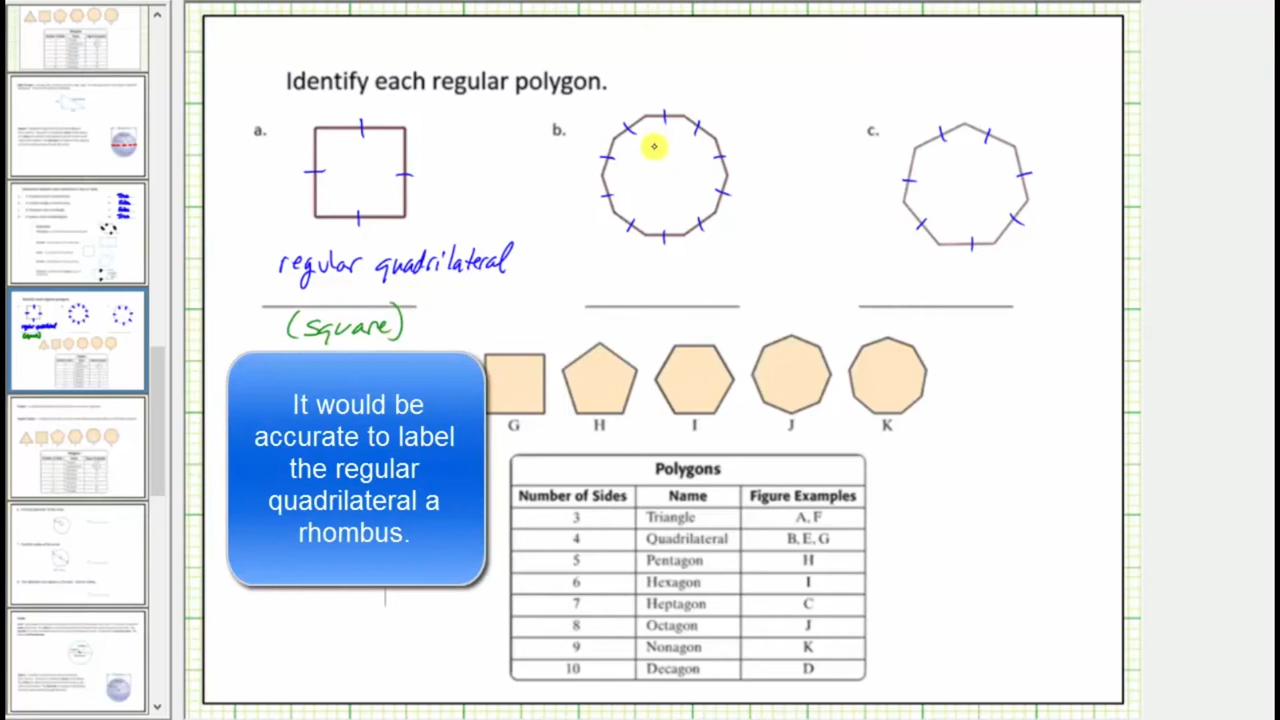 Identify each regular polygon.
a.
b.
c.
regular quadrilateral
(square)
It would be
accurate to label
the regular
quadrilateral a
rhombus.
G H I J K
Polygons
Number of Sides Name Figure Examples
3 Triangle A, F
4 Quadrilateral B, E, G
5 Pentagon H
6 Hexagon I
7 Heptagon C
8 Octagon J
9 Nonagon K
10 Decagon D